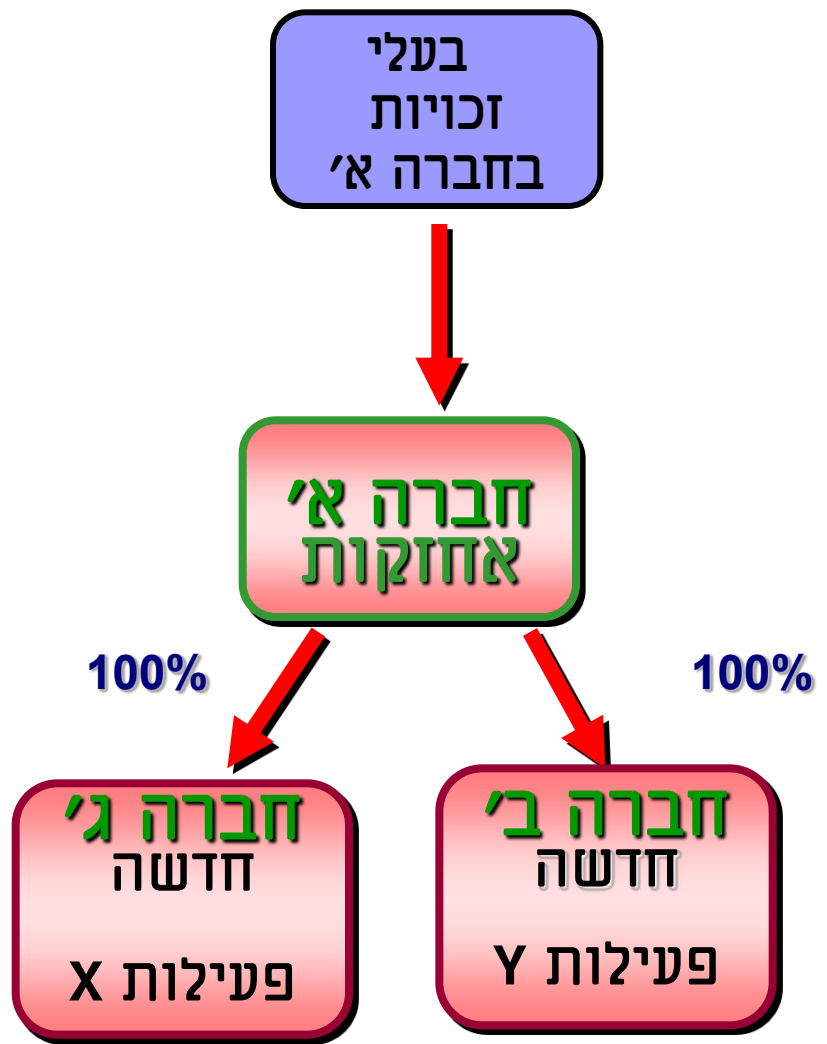 בעלי
זכויות
בחברה א׳
חברה א׳
אחזקות
100%
100%
חברה ב׳
חדשה
פעילות Y
חברה ג׳
חדשה
פעילות X